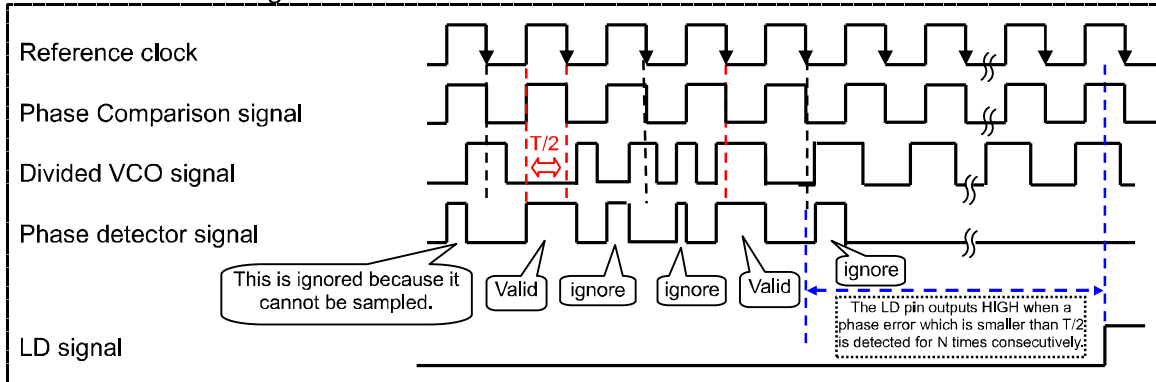 Reference clock
Phase Comparison signal
T/2
Divided VCO signal
Phase detector signal
This is ignored because it
cannot be sampled.
Valid
ignore
ignore
Valid
ignore
The LD pin outputs HIGH when a
phase error which is smaller than T/2
is detected for N times consecutively.
LD signal